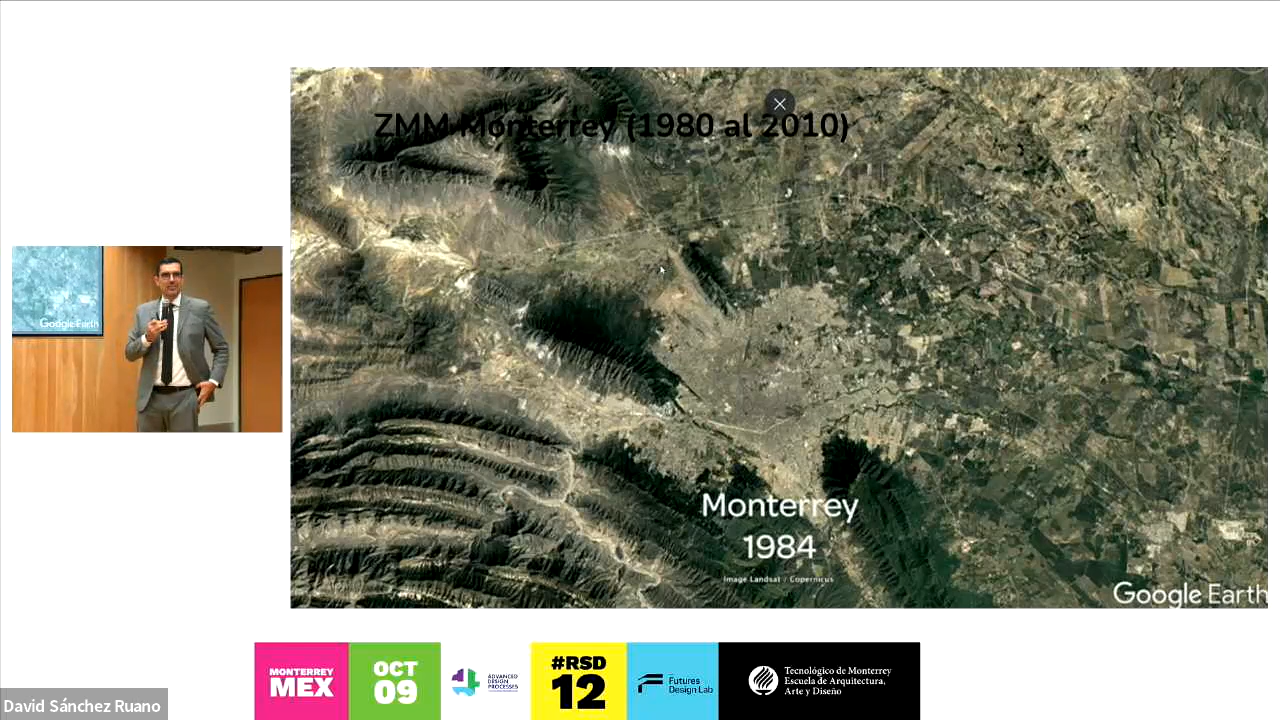 ZMM Monterrey (1980 al 2010)
Google Earth
Monterrey
1984
Image Landsat / Copernicus
Google Earth
MONTERREY
MEX
OCT
09
ADVANCED
DESIGN
PROCESSES
#RSD
12
Futures
Design Lab
Tecnológico de Monterrey
Escuela de Arquitectura,
Arte y Diseño
David Sánchez Ruano